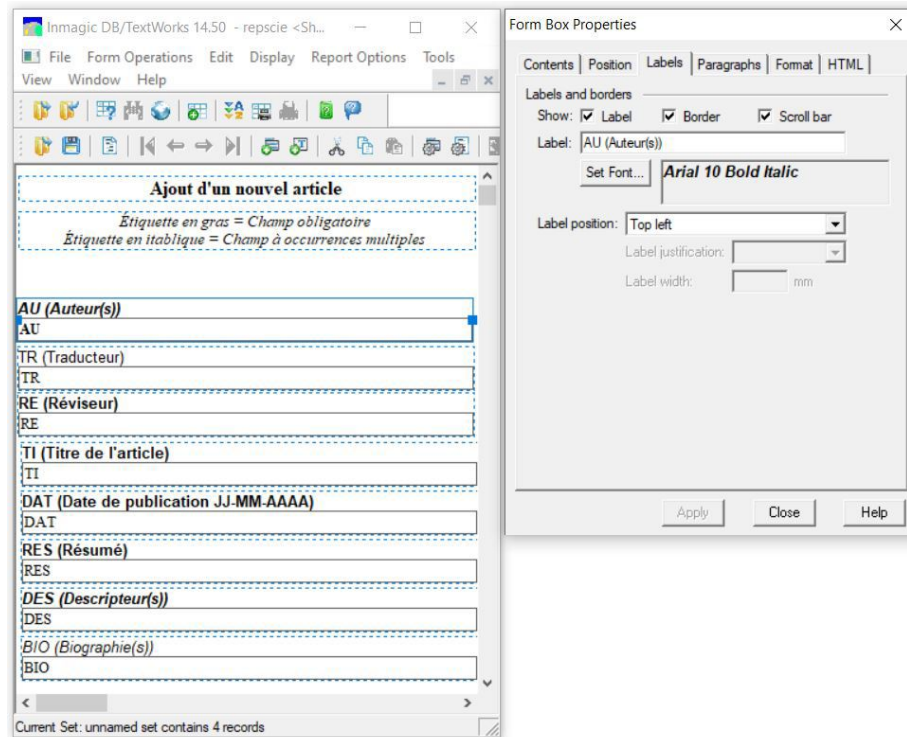 Inmagic DB/TextWorks 14.50 - repscie <Sh...
File Form Operations Edit Display Report Options Tools
View Window Help
Ajout d'un nouvel article
Étiquette en gras = Champ obligatoire
Étiquette en itablique = Champ à occurrences multiples
AU (Auteur(s))
AU
TR (Traducteur)
TR
RE (Réviseur)
RE
TI (Titre de l'article)
TI
DAT (Date de publication JJ-MM-AAAA)
DAT
RES (Résumé)
RES
DES (Descripteur(s))
DES
BIO (Biographie(s))
BIO
Current Set: unnamed set contains 4 records
Form Box Properties
Contents Position Labels Paragraphs Format HTML
Labels and borders
Show: Label Border Scroll bar
Label: AU (Auteur(s))
Set Font... Arial 10 Bold Italic
Label position: Top left
Label justification:
Label width: mm
Apply Close Help